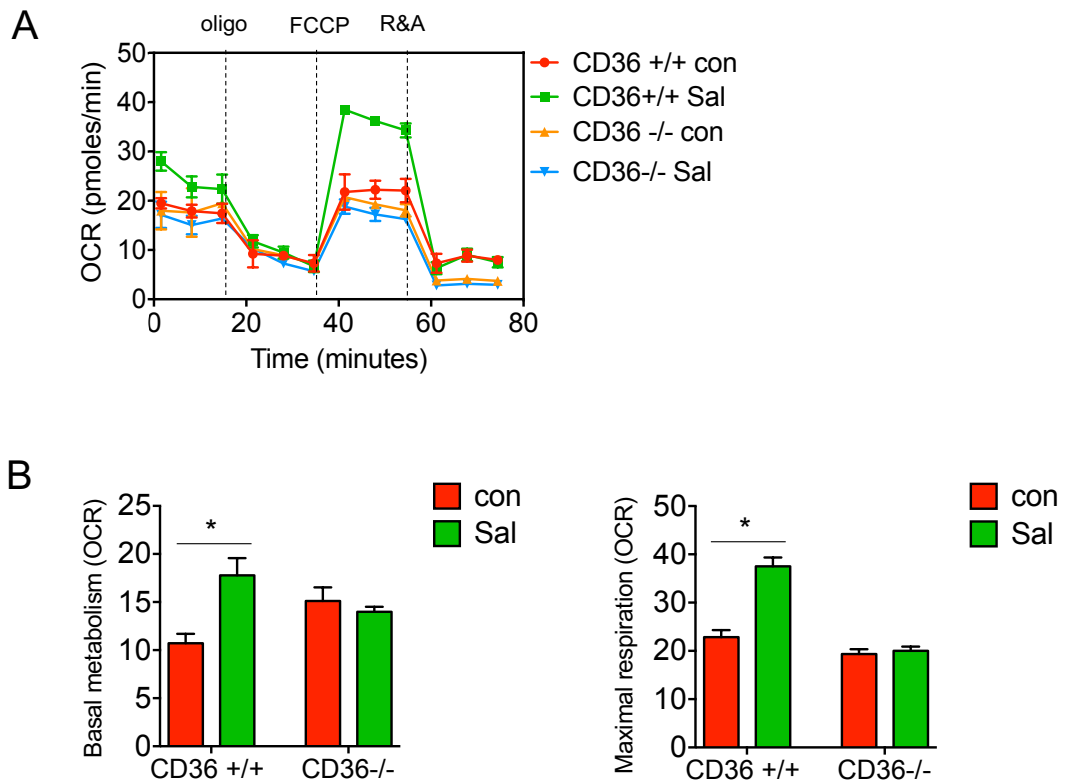 A
oligo FCCP R&A
50
40
30
20
10
0
OCR (pmoles/min)
0 20 40 60 80
Time (minutes)
CD36 +/+ con
CD36+/+ Sal
CD36 -/- con
CD36-/- Sal
B
25
20
15
10
5
0
Basal metabolism (OCR)
*
CD36 +/+ CD36-/-
con
Sal
50
40
30
20
10
0
Maximal respiration (OCR)
*
CD36 +/+ CD36-/-
con
Sal